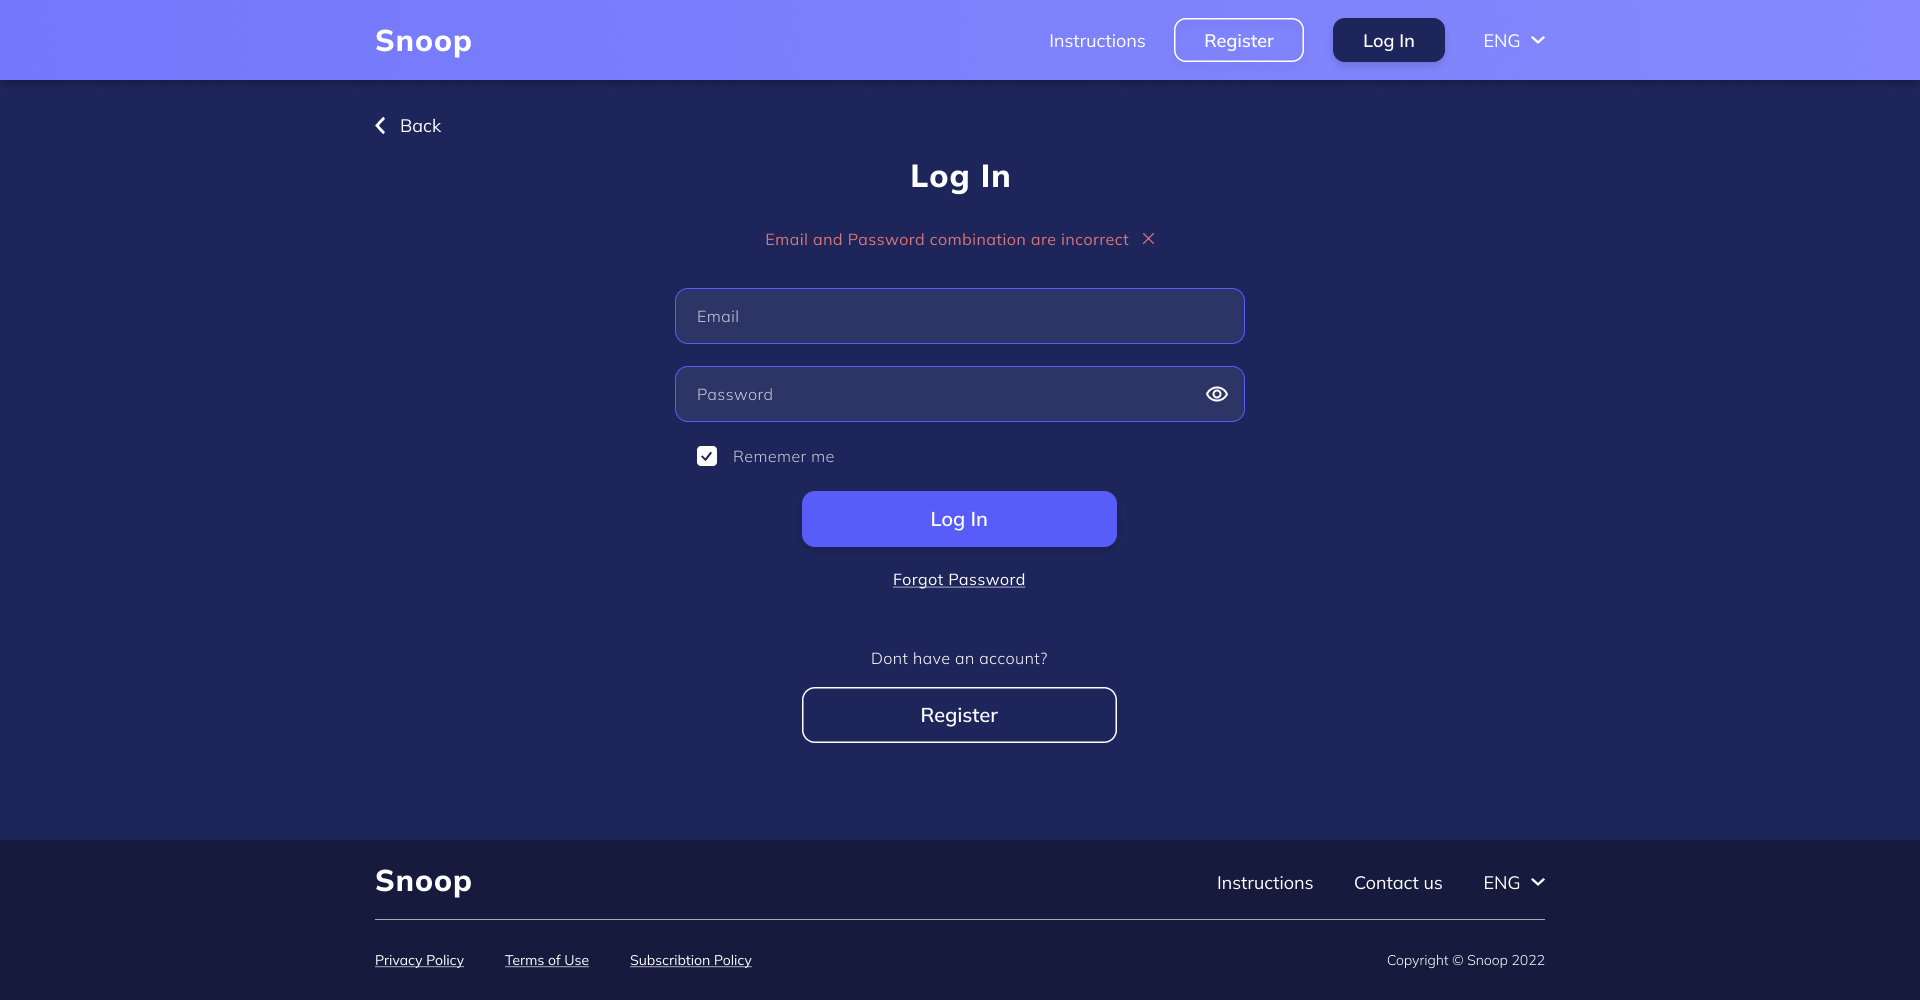 Snoop
Instructions
Register
Log In
ENG
Back
Log In
Email and Password combination are incorrect
Email
Password
Rememer me
Log In
Forgot Password
Dont have an account?
Register
Snoop
Instructions
Contact us
ENG
Privacy Policy
Terms of Use
Subscribtion Policy
Copyright © Snoop 2022